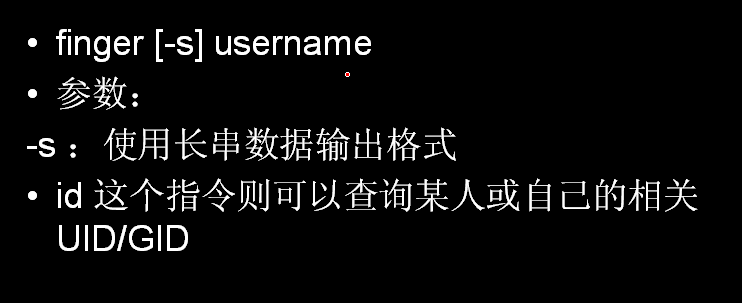 • finger [-s] username
• 参数：
-s ：使用长串数据输出格式
• id 这个指令则可以查询某人或自己的相关
UID/GID